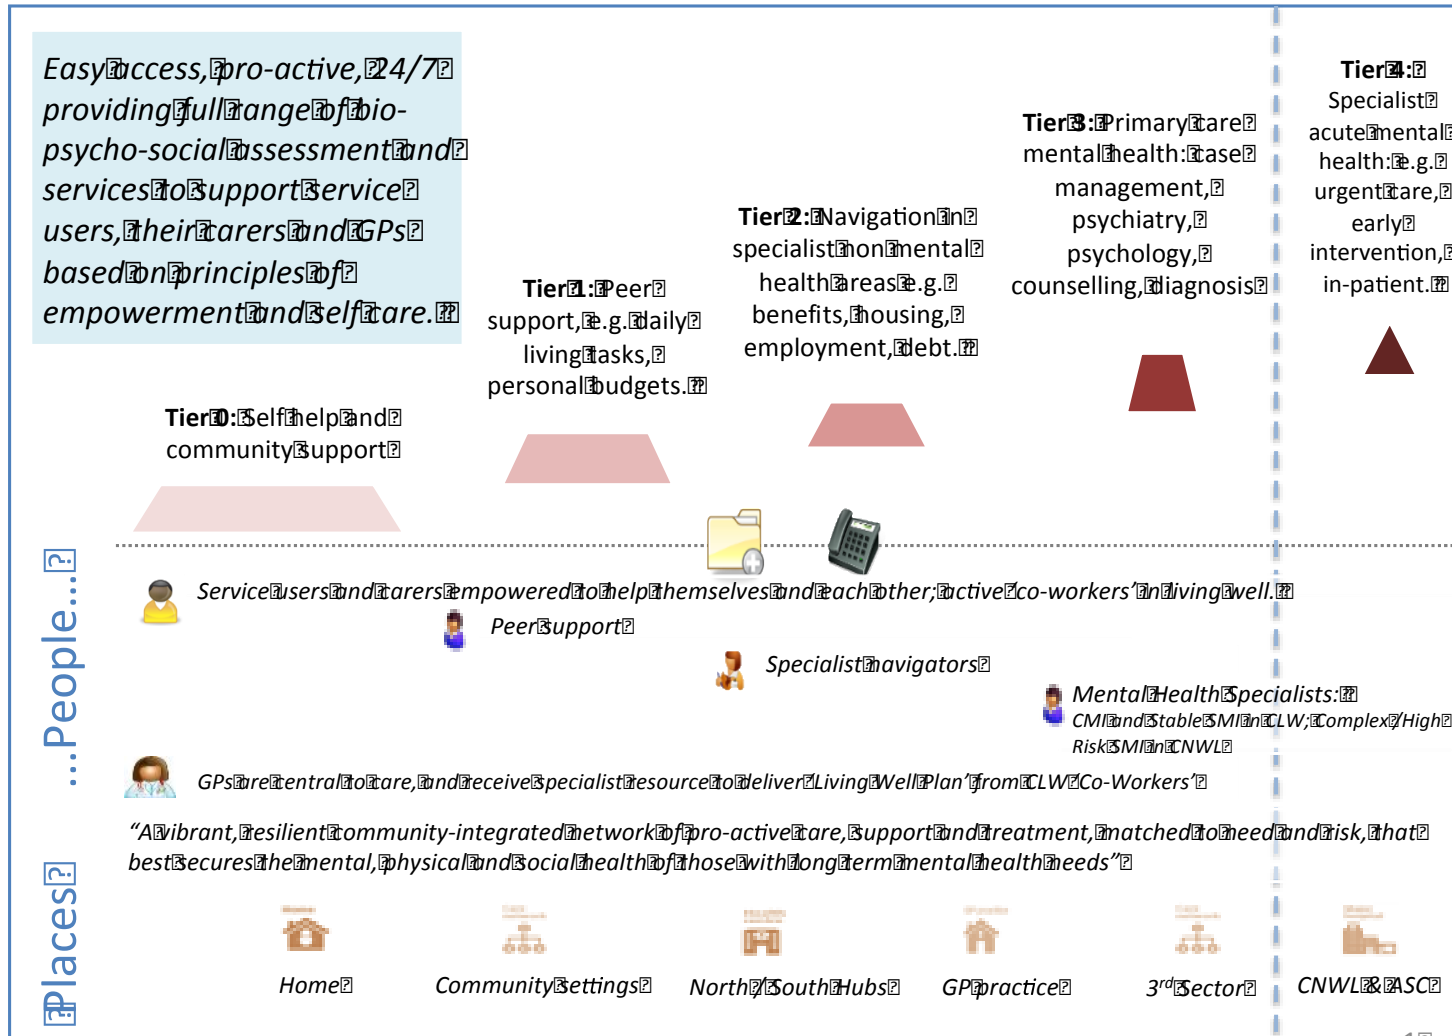 Easy access, pro-active, 24/7
providing full range of bio-
psycho-social assessment and
services to support service
users, their carers and GPs
based on principles of
empowerment and self care.
Tier 0: Self help and
community support
Tier 1: Peer
support, e.g. daily
living tasks,
personal budgets.
Tier 2: Navigation in
specialist non mental
health areas e.g.
benefits, housing,
employment, debt.
Tier 3: Primary care
mental health: case
management,
psychiatry,
psychology,
counselling, diagnosis
Tier 4:
Specialist
acute mental
health: e.g.
urgent care,
early
intervention,
in-patient.
...People...
Service users and carers empowered to help themselves and each other; active 'co-workers' in living well.
Peer support
Specialist navigators
Mental Health Specialists:
CMI and Stable SMI in CLW; Complex / High
Risk SMI in CNWL
GPs are central to care, and receive specialist resource to deliver 'Living Well Plan' from CLW 'Co-Workers'
"A vibrant, resilient community-integrated network of pro-active care, support and treatment, matched to need and risk, that
best secures the mental, physical and social health of those with long term mental health needs"
Places
Home
Community settings
North / South Hubs
GP practice
3rd Sector
CNWL & ASC